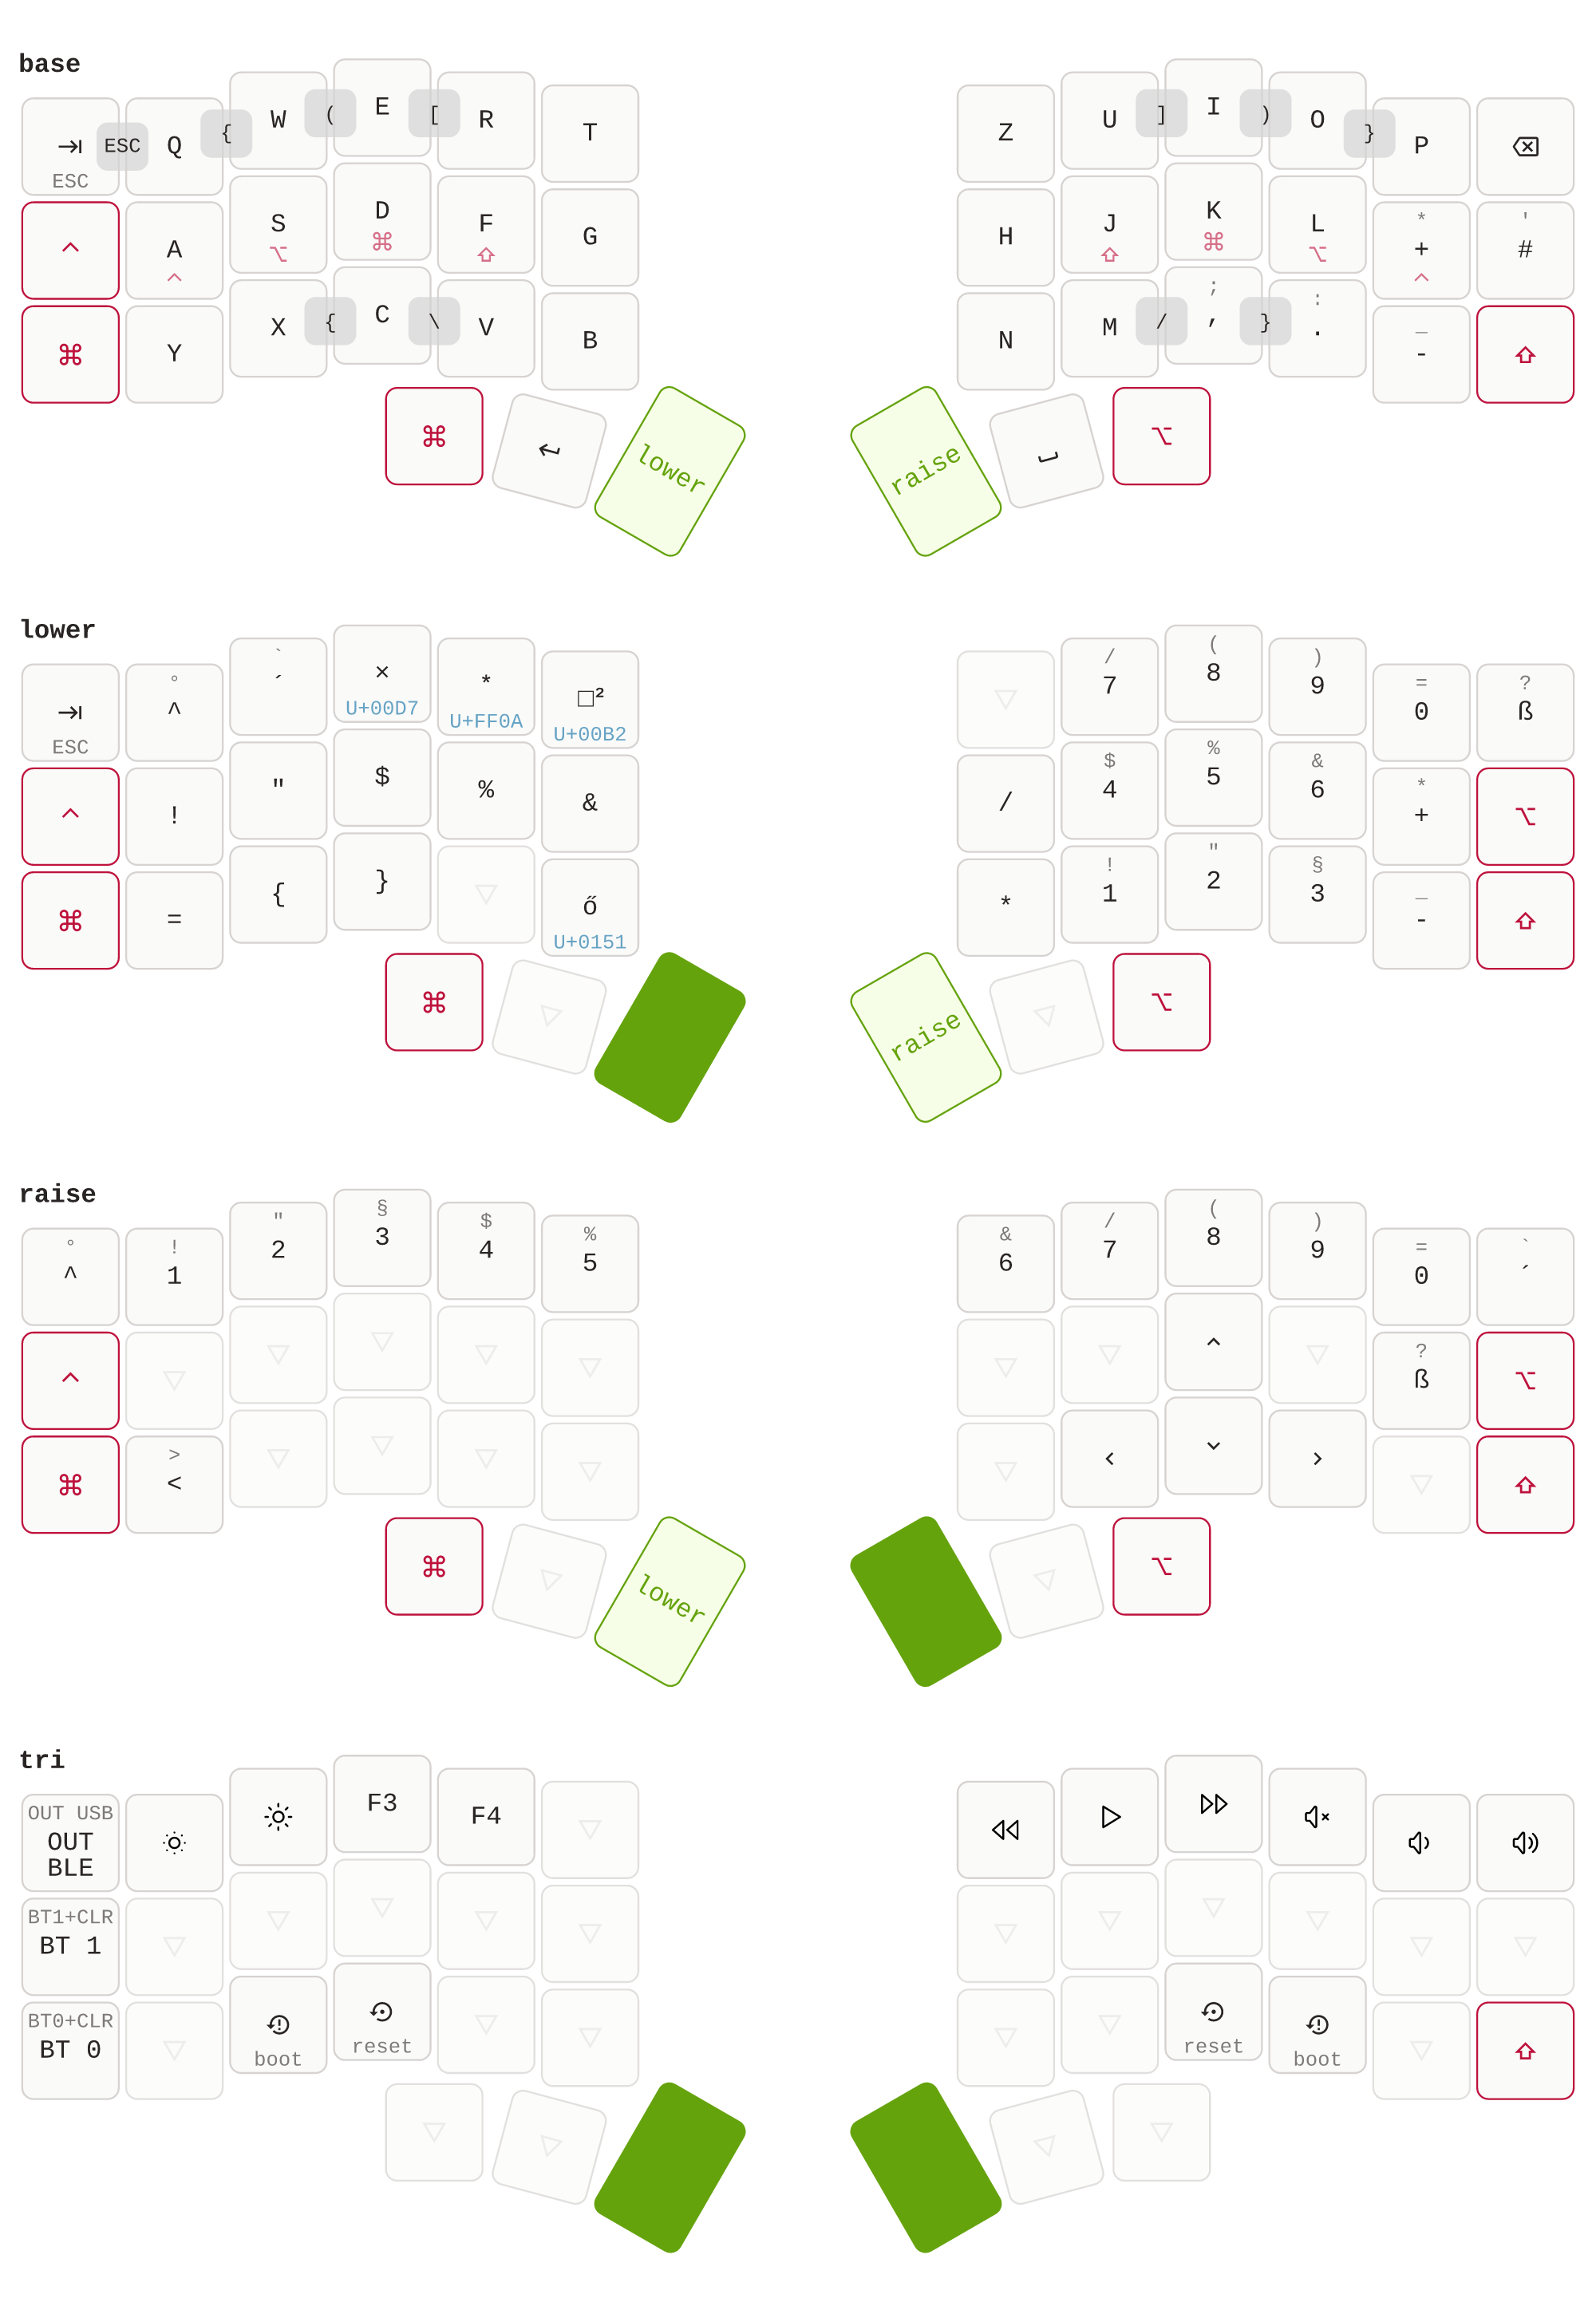 base
⇥ ESC Q { W ( E [ R T Z U ] I ) O } P ⌫
ESC
⌃ A S D F G H J K L * + ' #
⌃ ⌥ ⌘ ⇧ ⇧ ⌘ ⌥ ⌃
⌘ Y X { C \ V B N M / ; , } : . _ - ⇧
⌘ ↵ lower raise ⎵ ⌥
lower
⇥ ° ^ ` ´ × * □² / 7 ( 8 ) 9 = 0 ? ß
ESC U+00D7 U+FF0A U+00B2
⌃ ! " $ % & / $ 4 % 5 & 6 * + ⌥
⌘ = { } ő * ! 1 " 2 § 3 _ - ⇧
U+0151
⌘ raise ⌥
raise
° ^ ! 1 " 2 § 3 $ 4 % 5 & 6 / 7 ( 8 ) 9 = 0 ` ´
⌃ ^ ? ß ⌥
⌘ > < ‹ ⌄ › ⇧
⌘ lower ⌥
tri
OUT USB
OUT
BLE
F3 F4
BT1+CLR
BT 1
BT0+CLR
BT 0
boot reset reset boot ⇧